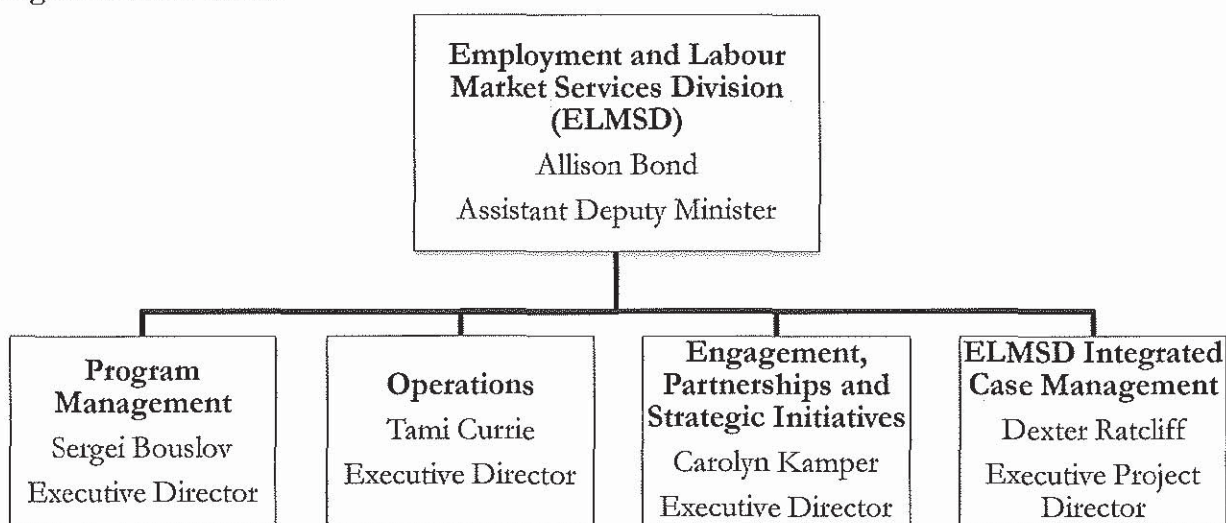 Employment and Labour
Market Services Division
(ELMSD)
Allison Bond
Assistant Deputy Minister
Program
Management
Sergei Bouslov
Executive Director
Operations
Tami Currie
Executive Director
Engagement,
Partnerships and
Strategic Initiatives
Carolyn Kamper
Executive Director
ELMSD Integrated
Case Management
Dexter Ratcliff
Executive Project
Director